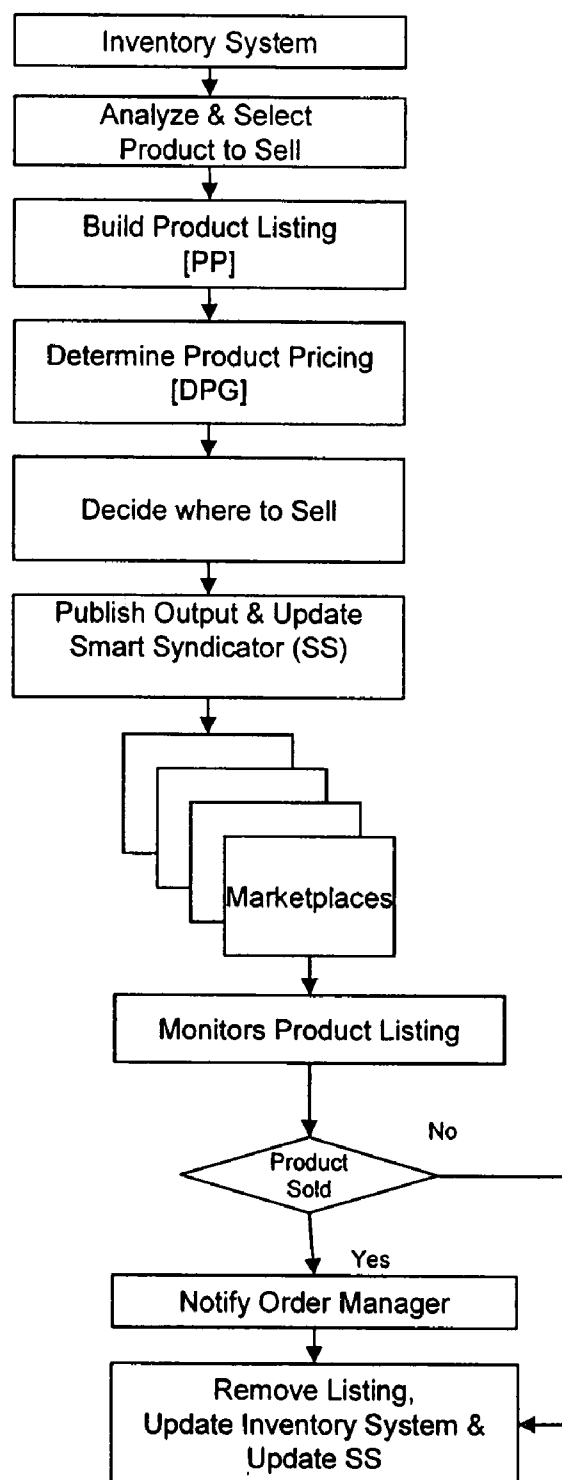 Inventory System
Analyze & Select
Product to Sell
Build Product Listing
[PP]
Determine Product Pricing
[DPG]
Decide where to Sell
Publish Output & Update
Smart Syndicator (SS)
Marketplaces
Monitors Product Listing
No
Product
Sold
Yes
Notify Order Manager
Remove Listing,
Update Inventory System &
Update SS